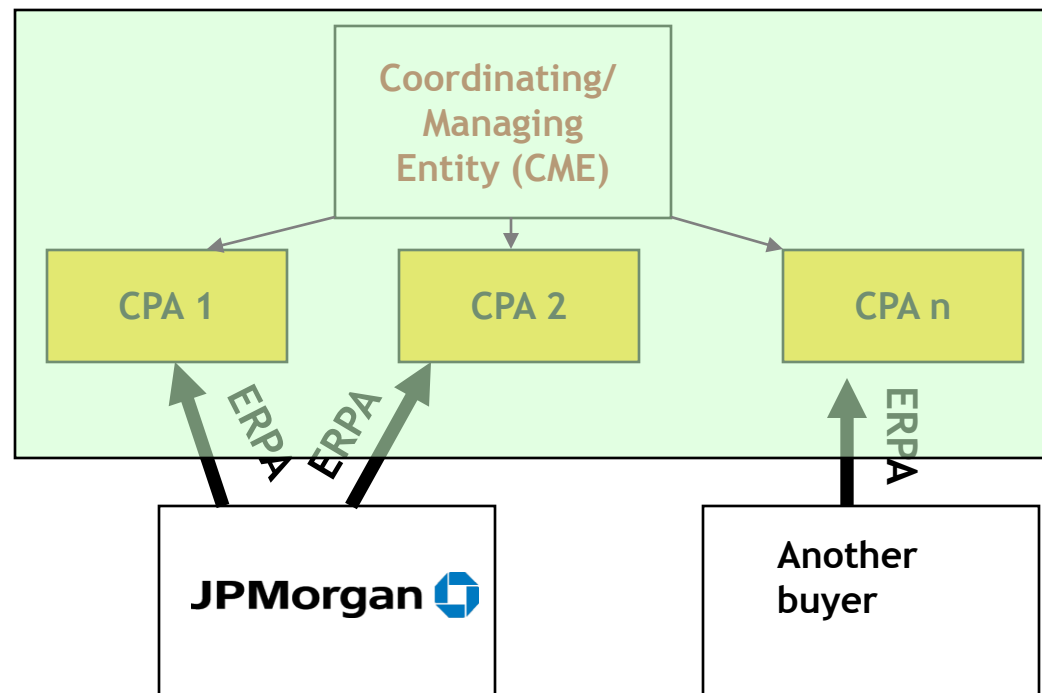 Coordinating/
Managing
Entity (CME)
CPA 1
CPA 2
CPA n
ERPA
ERPA
ERPA
JPMorgan
Another
buyer